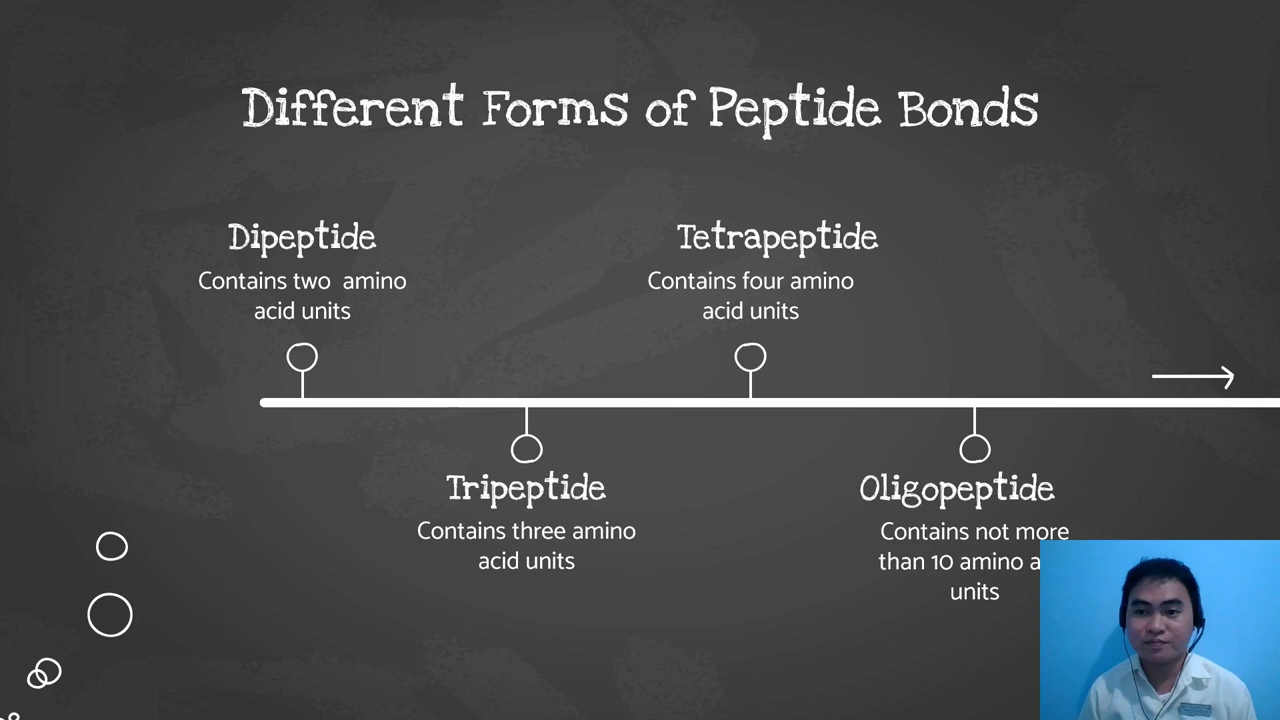 Different Forms of Peptide Bonds
Dipeptide
Contains two amino
acid units
Tetrapeptide
Contains four amino
acid units
Tripeptide
Contains three amino
acid units
Oligopeptide
Contains not more
than 10 amino
units